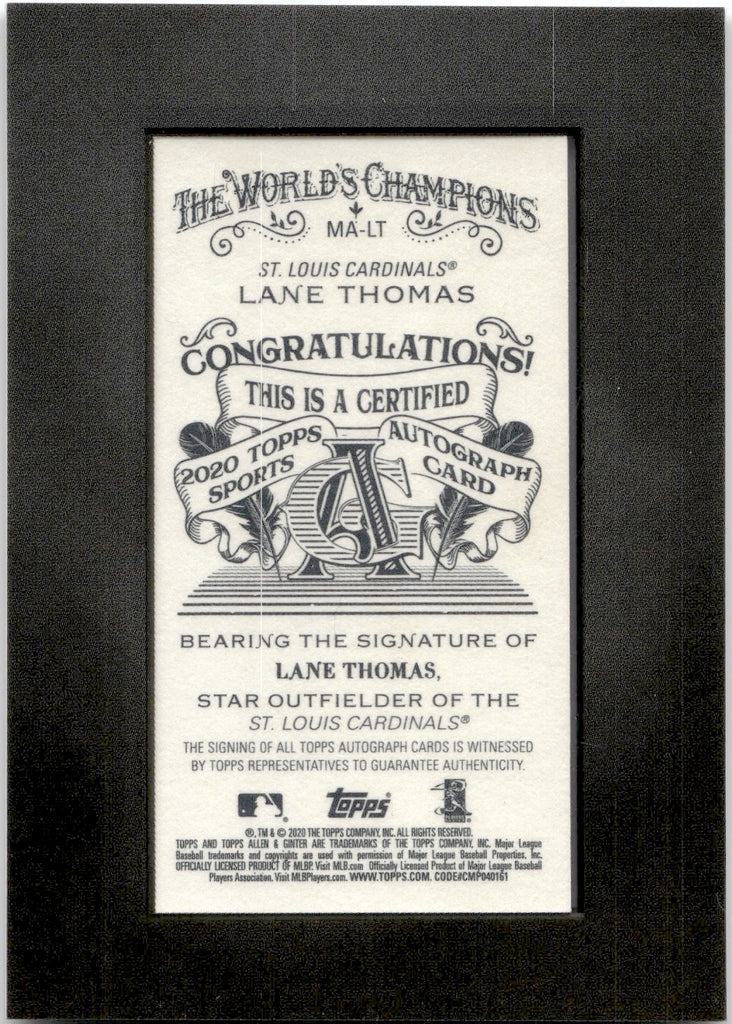 THE WORLD'S CHAMPIONS
MA-LT
ST. LOUIS CARDINALS®
LANE THOMAS
CONGRATULATIONS!
THIS IS A CERTIFIED
2020 TOPPS
SPORTS
AUTOGRAPH
CARD
AG
BEARING THE SIGNATURE OF
LANE THOMAS,
STAR OUTFIELDER OF THE
ST. LOUIS CARDINALS®
THE SIGNING OF ALL TOPPS AUTOGRAPH CARDS IS WITNESSED
BY TOPPS REPRESENTATIVES TO GUARANTEE AUTHENTICITY.
topps
®, TM & © 2020 THE TOPPS COMPANY, INC. ALL RIGHTS RESERVED.
TOPPS AND TOPPS ALLEN & GINTER ARE TRADEMARKS OF THE TOPPS COMPANY, INC. Major League
Baseball trademarks and copyrights are used with permission of Major League Baseball Properties, Inc.
OFFICIALLY LICENSED PRODUCT OF MLBP. Visit MLB.com Officially Licensed Product of Major League Baseball
Players Association. Visit MLBPlayers.com. WWW.TOPPS.COM. CODE#CMP040161